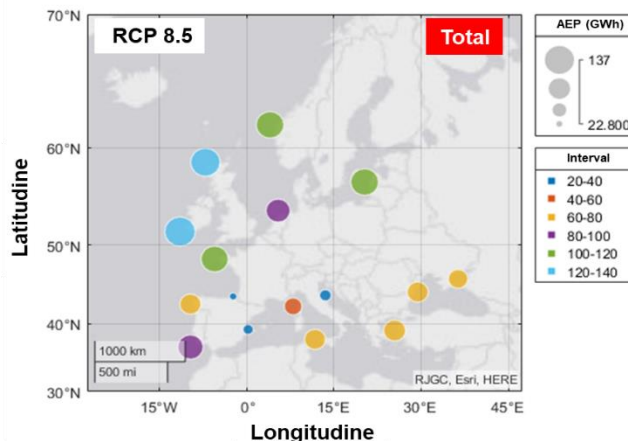 70°N
RCP 8.5
Total
AEP (GWh)
137
22.800
60°N
Interval
20-40
40-60
60-80
80-100
100-120
120-140
Latitudine
50°N
40°N
1000 km
500 mi
RJGC, Esri, HERE
30°N
15°W
0°
15°E
30°E
45°E
Longitudine